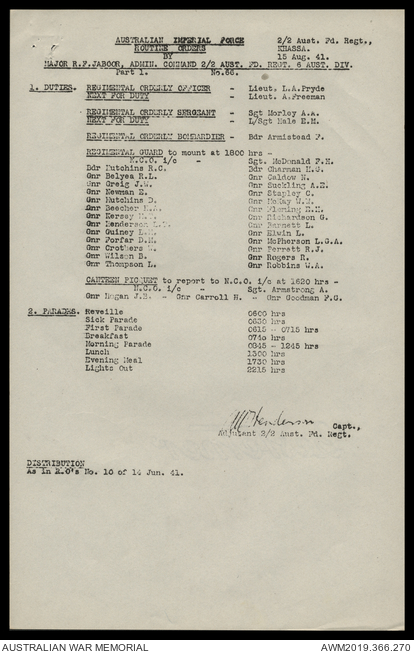 AUSTRALIAN IMPERIAL FORCE 2/2 Aust. Fd. Regt.,
ROUTINE ORDERS KHASSA.
BY 15 Aug. 41.
MAJOR R.F.JABOOR, ADMIN. COMMAND 2/2 AUST. FD. REGT. 6 AUST. DIV.
Part 1. No.66.
1. DUTIES. REGIMENTAL ORDERLY OFFICER - Lieut. L.A.Pryde
NEXT FOR DUTY - Lieut. A.Freeman
REGIMENTAL ORDERLY SERGEANT - Sgt Morley A.A.
NEXT FOR DUTY - L/Sgt Hale E.M.
REGIMENTAL ORDERLY BOMBARDIER - Bdr Armistead F.
REGIMENTAL GUARD to mount at 1800 hrs -
N.C.O. i/c - Sgt. McDonald F.H.
Bdr Hutchins R.C. Bdr Charman H.G.
Gnr Belyea R.L. Gnr Caldow N.
Gnr Greig J.W. Gnr Suckling A.E.
Gnr Newman E. Gnr Stapley C.
Gnr Hutchins D. Gnr McKay
Gnr Beecher Gnr Fleming
Gnr Kersey Gnr Richardson G.
Gnr Henderson Gnr Barnett L.
Gnr Guiney L. Gnr Elwin L.
Gnr Forfar D.M. Gnr McPherson L.G.A.
Gnr Crothers Gnr Perrett R.J.
Gnr Wilson B. Gnr Rogers R.
Gnr Thompson L. Gnr Robbins W.A.
CANTEEN PICQUET to report to N.C.O. i/c at 1620 hrs -
N.C.O. i/c - Sgt. Armstrong A.
Gnr Hogan J.R. - Gnr Carroll H. - Gnr Goodman F.G.
2. PARADES. Reveille 0600 hrs
Sick Parade 0630 hrs
First Parade 0615 - 0715 hrs
Breakfast 0740 hrs
Morning Parade 0845 - 1245 hrs
Lunch 1300 hrs
Evening Meal 1730 hrs
Lights Out 2215 hrs
Henderson Capt.,
Adjutant 2/2 Aust. Fd. Regt.
DISTRIBUTION
As in R.O's No. 10 of 14 Jun. 41.
AUSTRALIAN WAR MEMORIAL AWM2019.366.270